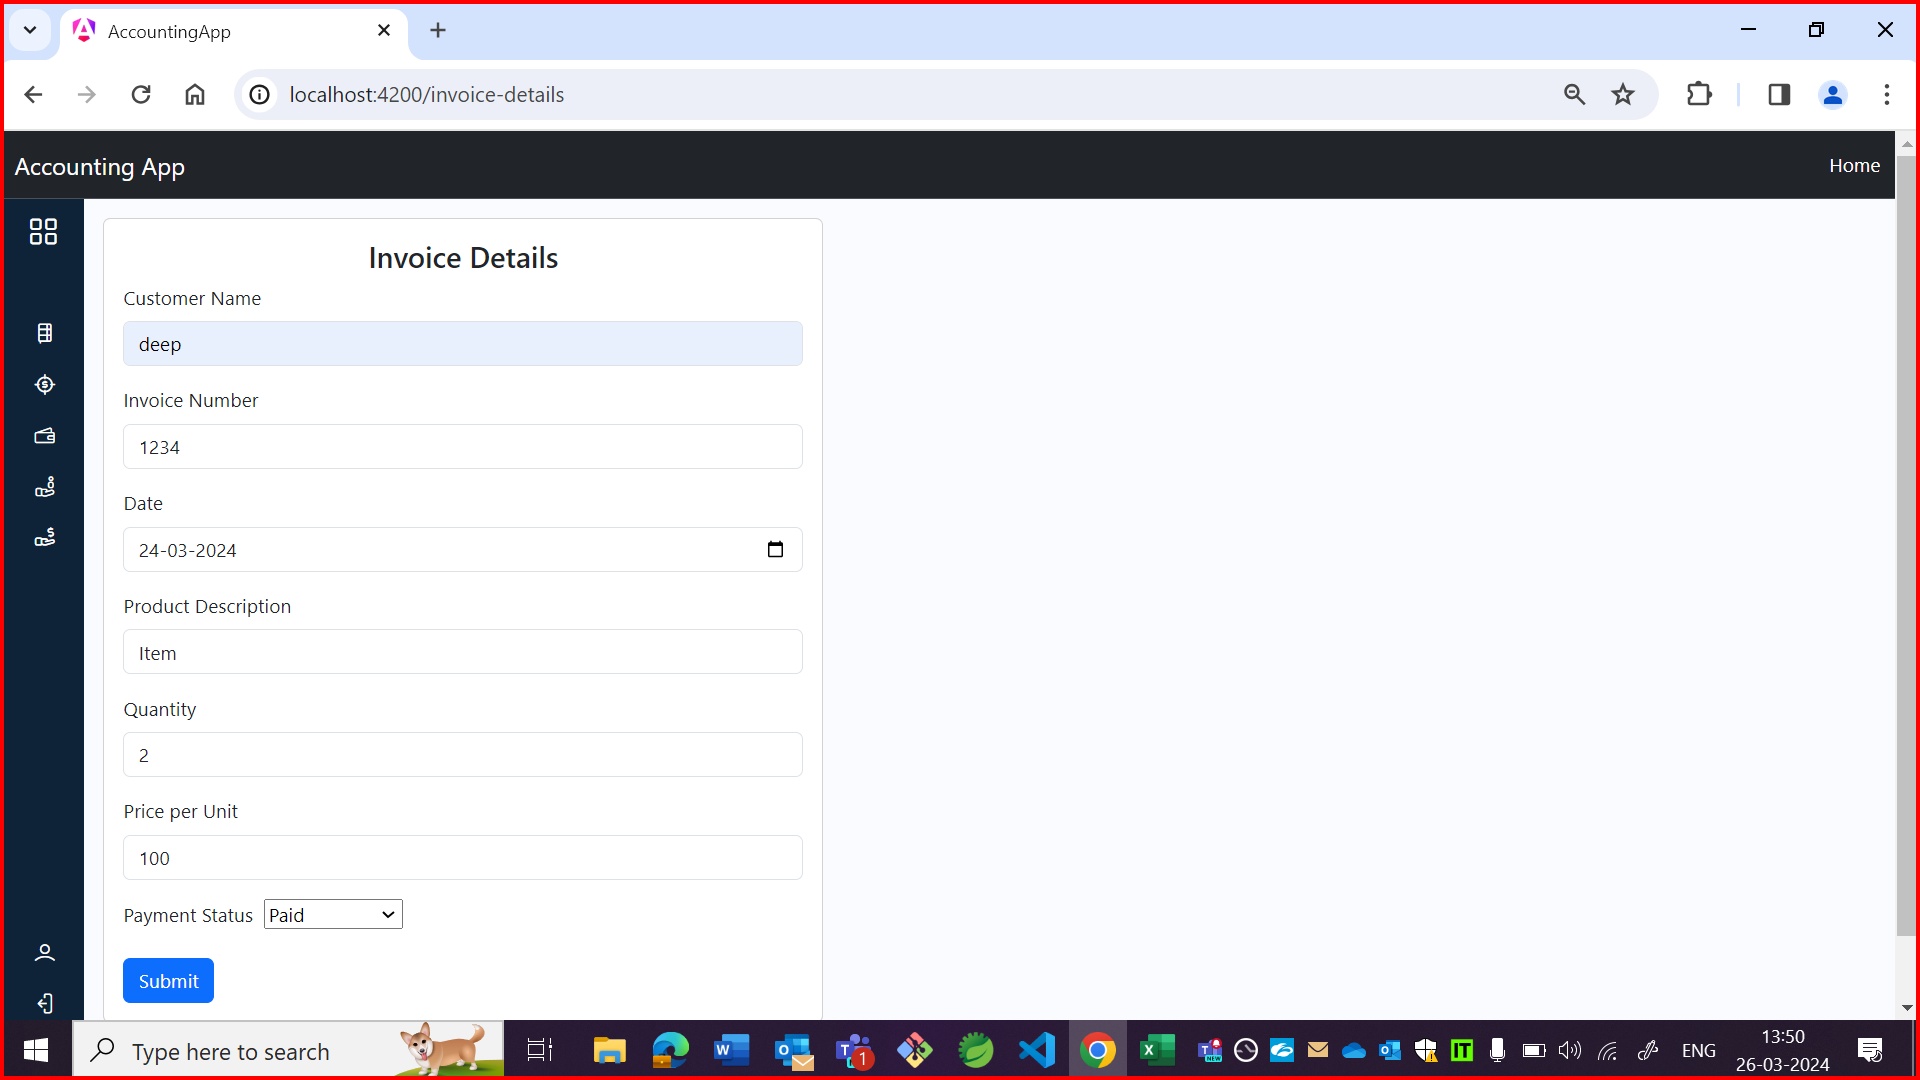 AccountingApp
localhost:4200/invoice-details
Accounting App
Home
Invoice Details
Customer Name
deep
Invoice Number
1234
Date
24-03-2024
Product Description
Item
Quantity
2
Price per Unit
100
Payment Status Paid
Submit
Type here to search
1
ENG
13:50
26-03-2024